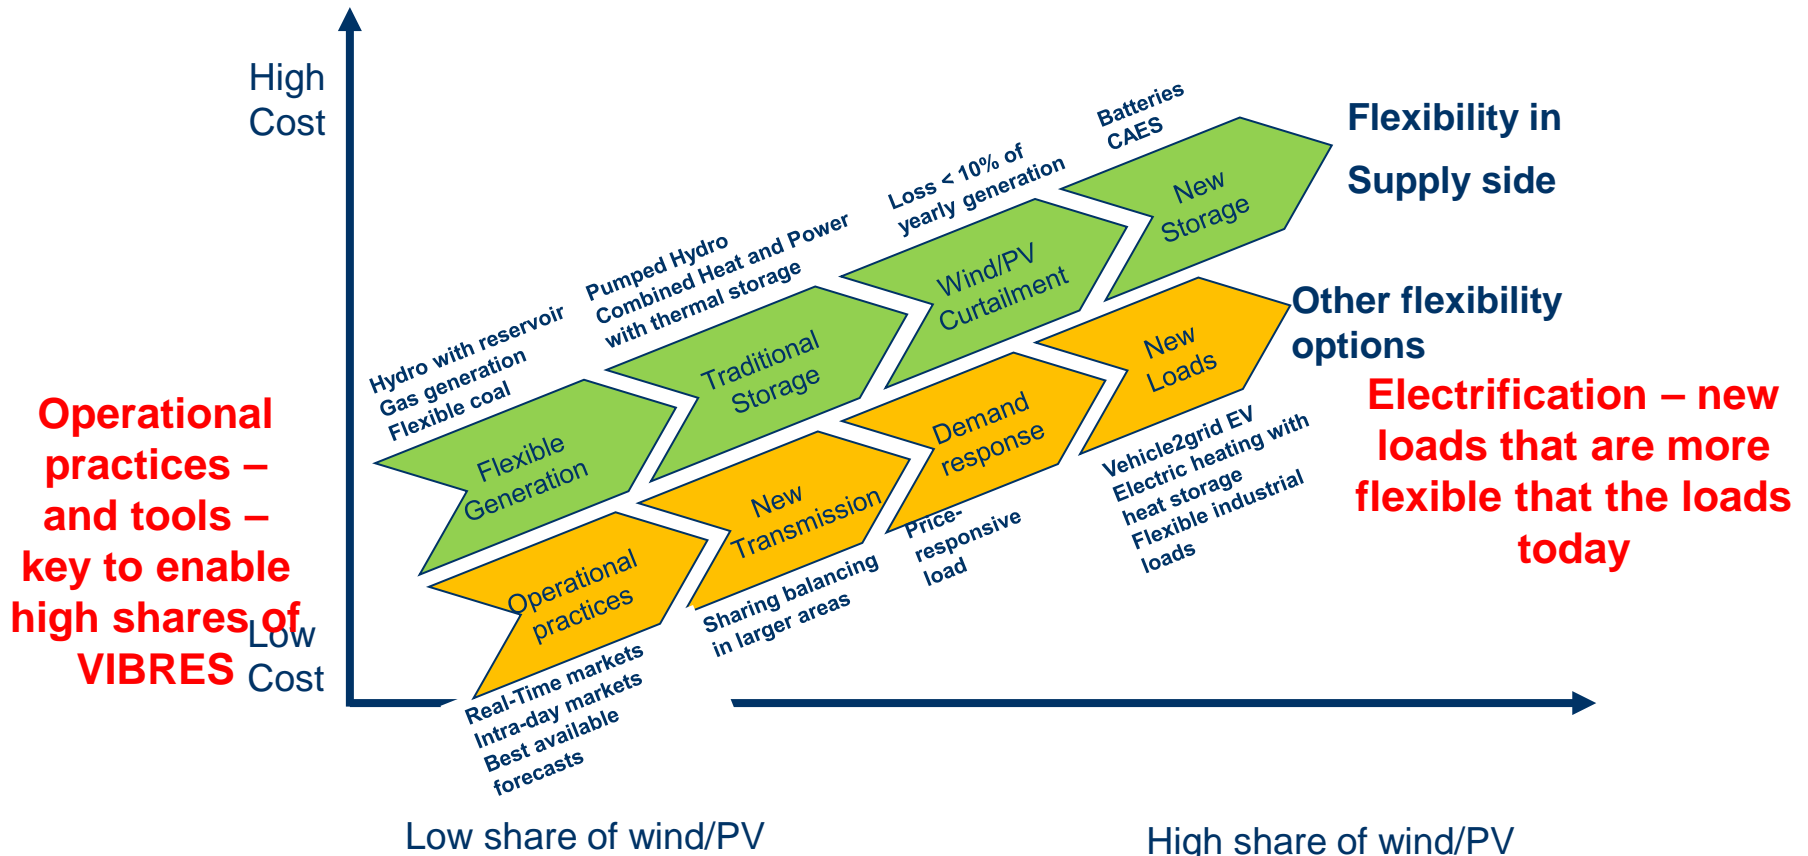 High
Cost
Batteries
CAES
Flexibility in
Supply side
Loss < 10% of
yearly generation
New
Storage
Pumped Hydro
Combined Heat and Power
with thermal storage
Wind/PV
Curtailment
Other flexibility
options
Hydro with reservoir
Gas generation
Flexible coal
Traditional
Storage
New
Loads
Flexible
Generation
Demand
response
New
Transmission
Operational
practices
Operational
practices –
and tools –
key to enable
high shares of
VIBRES
Electrification – new
loads that are more
flexible that the loads
today
Vehicle2grid EV
Electric heating with
heat storage
Flexible industrial
loads
Price-
responsive
load
Sharing balancing
in larger areas
Low
Cost
Real-Time markets
Intra-day markets
Best available
forecasts
Low share of wind/PV
High share of wind/PV